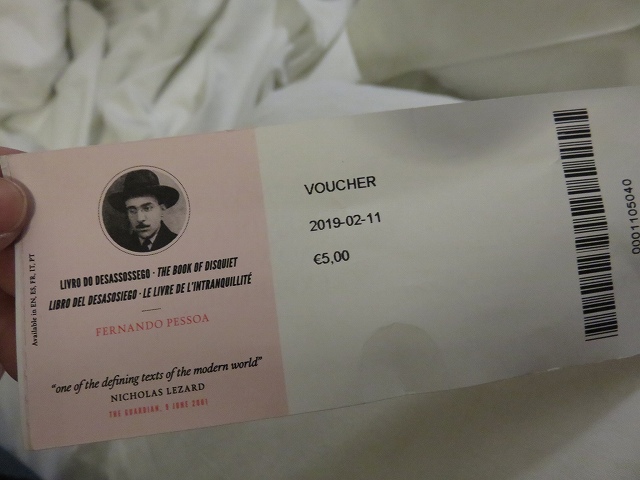 Available in EN, ES, FR, IT, PT
LIVRO DO DESASSOSSEGO · THE BOOK OF DISQUIET
LIBRO DEL DESASOSIEGO · LE LIVRE DE L'INTRANQUILLITÉ
FERNANDO PESSOA
"one of the defining texts of the modern world"
NICHOLAS LEZARD
THE GUARDIAN, 9 JUNE 2001
VOUCHER
2019-02-11
€5,00
0001105040